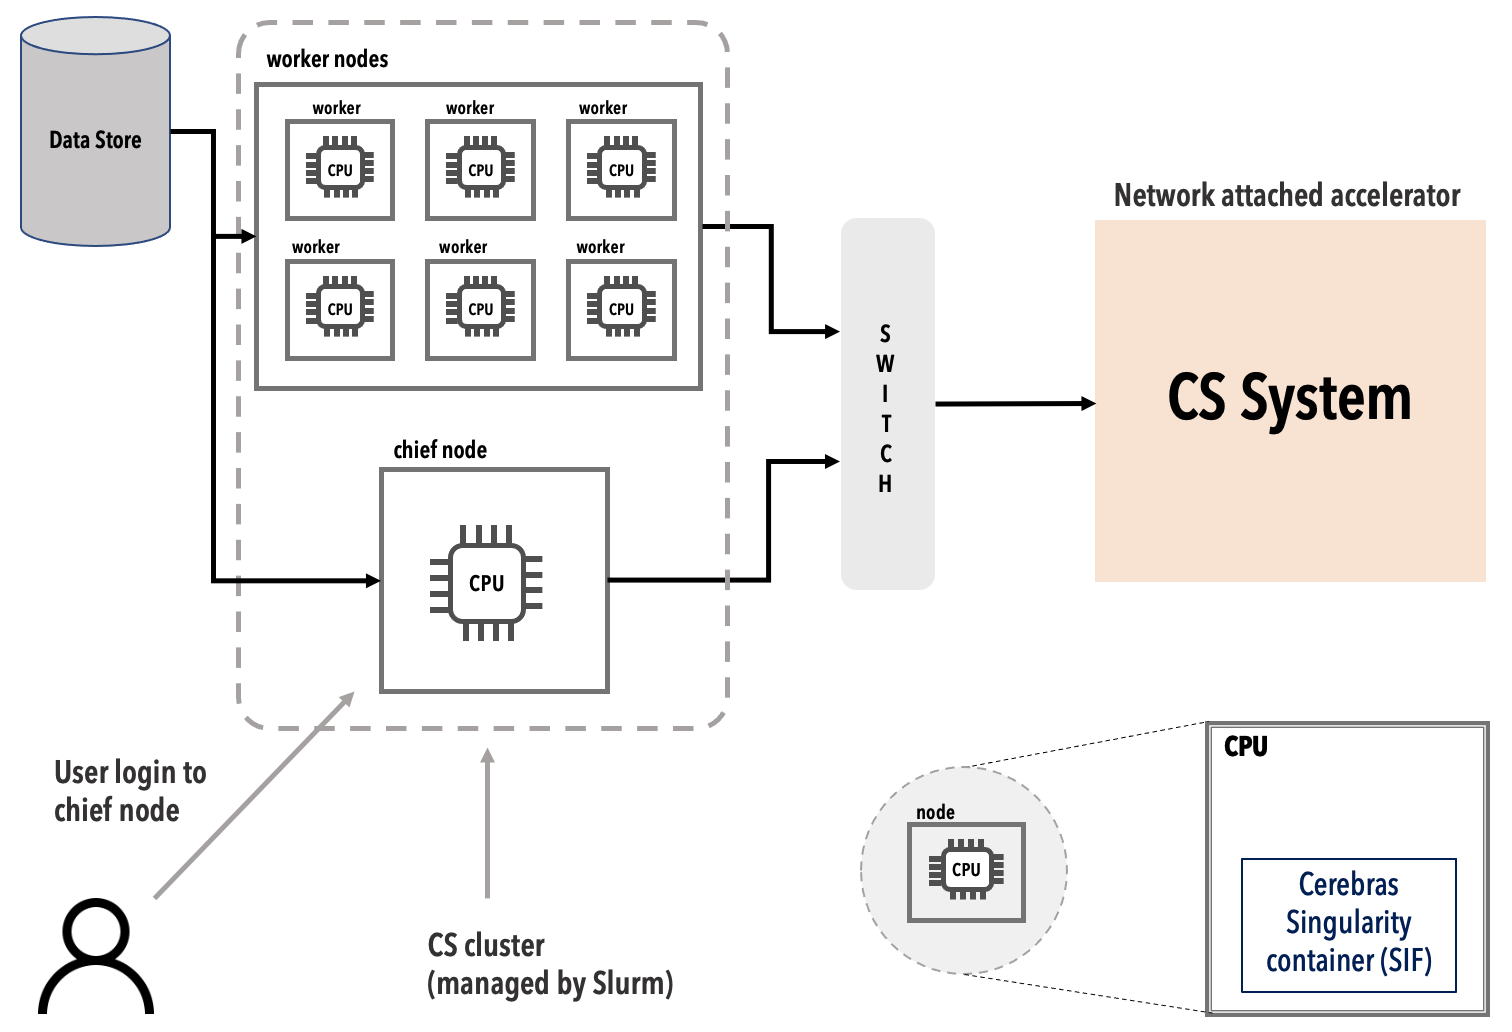 Data Store
worker nodes
worker
worker
worker
CPU
CPU
CPU
worker
worker
worker
CPU
CPU
CPU
chief node
CPU
S
W
I
T
C
H
Network attached accelerator
CS System
User login to
chief node
CS cluster
(managed by Slurm)
node
CPU
CPU
Cerebras
Singularity
container (SIF)